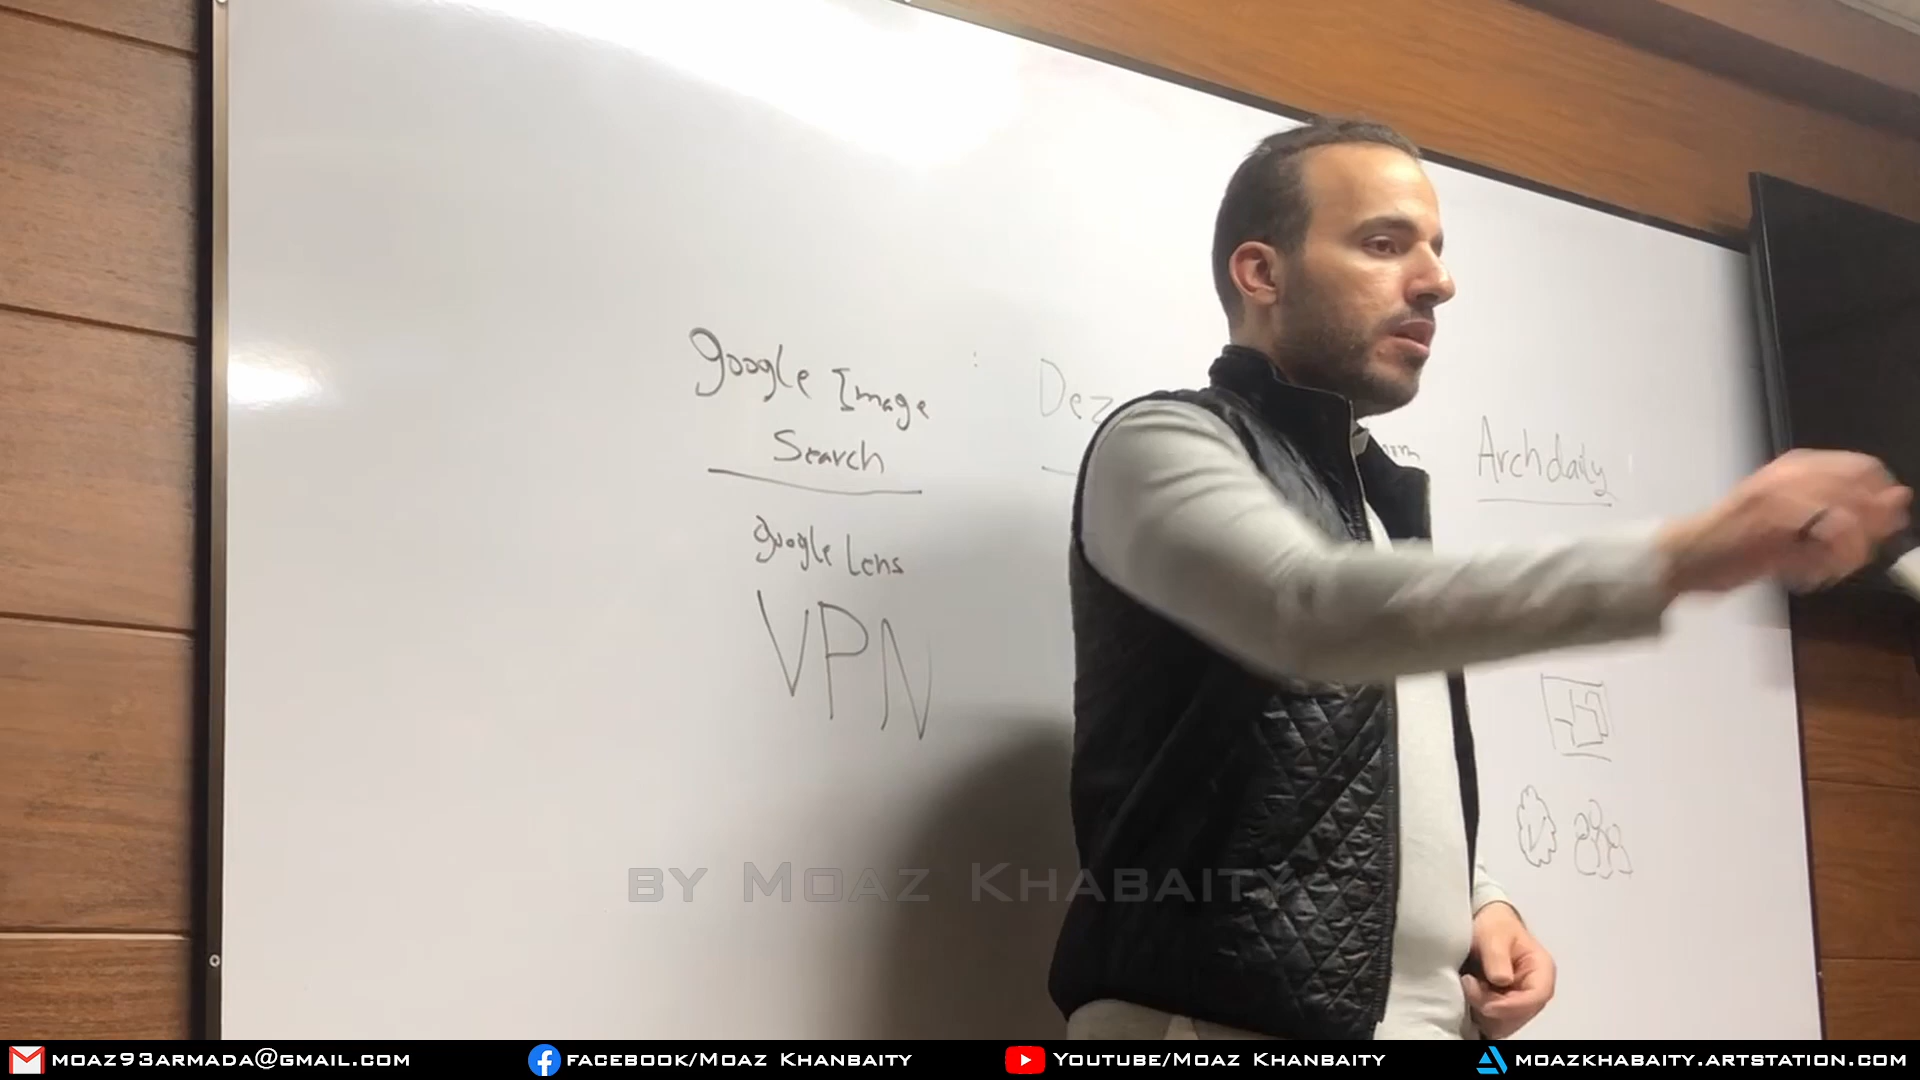 google Image
Search
google Lens
VPN
Dez
Archdaily
BY MOAZ KHABAITY
MOAZ93ARMADA@GMAIL.COM
FACEBOOK/MOAZ KHANBAITY
YOUTUBE/MOAZ KHANBAITY
MOAZKHABAITY.ARTSTATION.COM